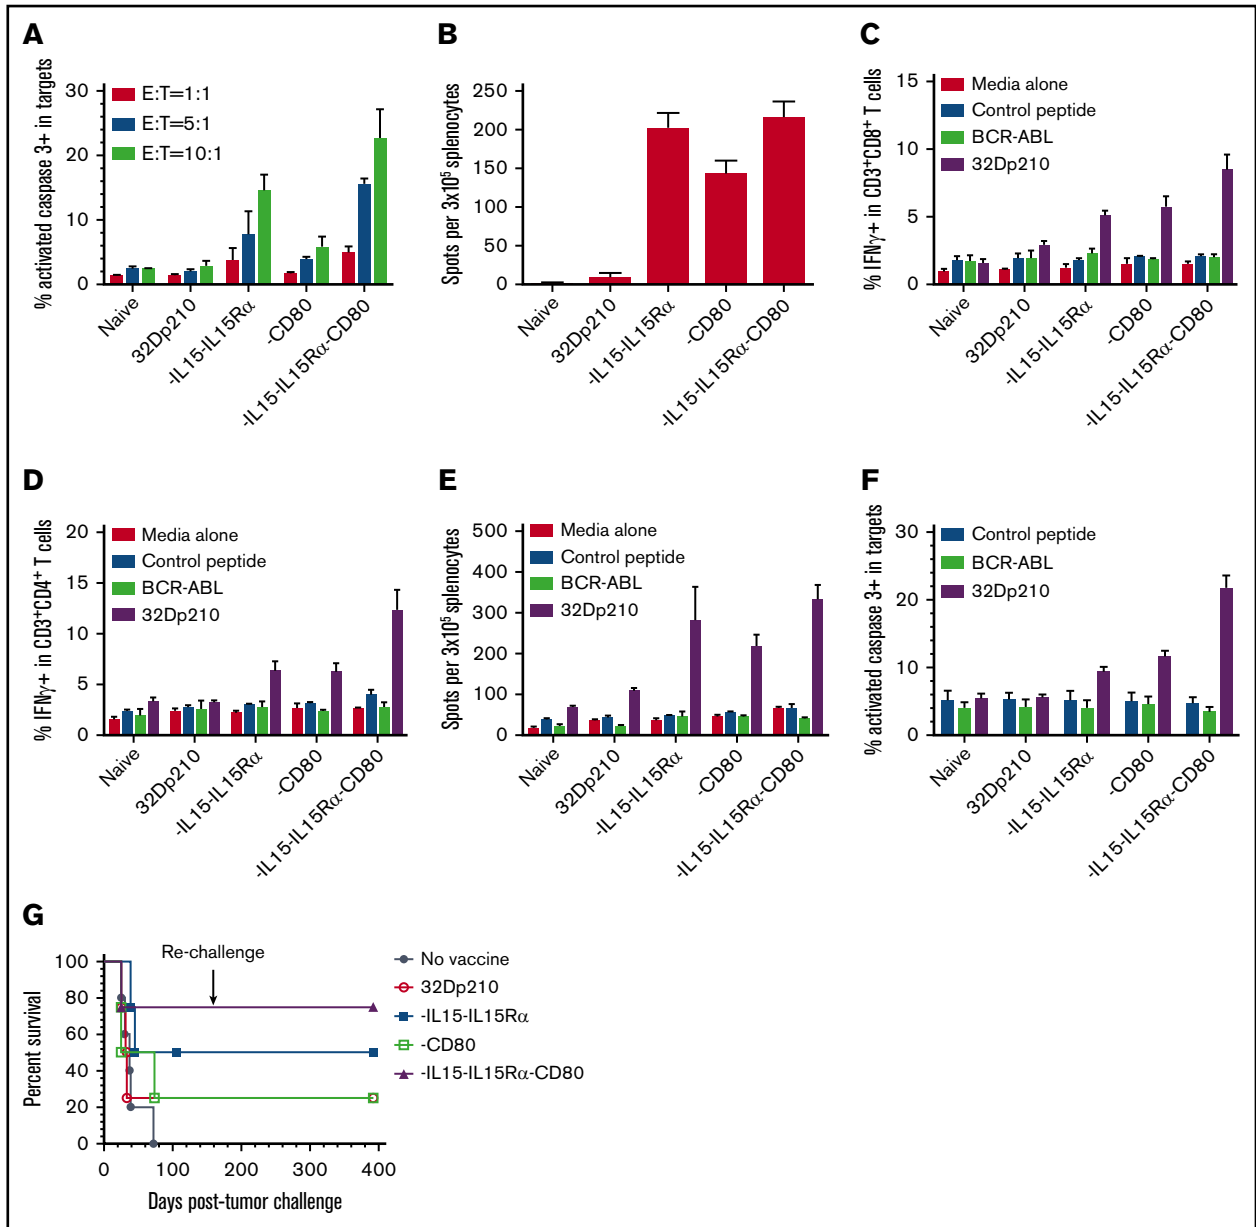 A
% activated caspase 3+ in targets
30
20
10
0
E:T=1:1
E:T=5:1
E:T=10:1
Naive
32Dp210
-IL15-IL15Rα
-CD80
-IL15-IL15Rα-CD80
B
Spots per 3x10⁵ splenocytes
250
200
150
100
50
0
Naive
32Dp210
-IL15-IL15Rα
-CD80
-IL15-IL15Rα-CD80
C
% IFNγ+ in CD3⁺CD8⁺ T cells
15
10
5
0
Media alone
Control peptide
BCR-ABL
32Dp210
Naive
32Dp210
-IL15-IL15Rα
-CD80
-IL15-IL15Rα-CD80
D
% IFNγ+ in CD3⁺CD4⁺ T cells
20
15
10
5
0
Media alone
Control peptide
BCR-ABL
32Dp210
Naive
32Dp210
-IL15-IL15Rα
-CD80
-IL15-IL15Rα-CD80
E
Spots per 3x10⁵ splenocytes
500
400
300
200
100
0
Media alone
Control peptide
BCR-ABL
32Dp210
Naive
32Dp210
-IL15-IL15Rα
-CD80
-IL15-IL15Rα-CD80
F
% activated caspase 3+ in targets
30
20
10
0
Control peptide
BCR-ABL
32Dp210
Naive
32Dp210
-IL15-IL15Rα
-CD80
-IL15-IL15Rα-CD80
G
Percent survival
100
80
60
40
20
0
Re-challenge
0 100 200 300 400
Days post-tumor challenge
No vaccine
32Dp210
-IL15-IL15Rα
-CD80
-IL15-IL15Rα-CD80